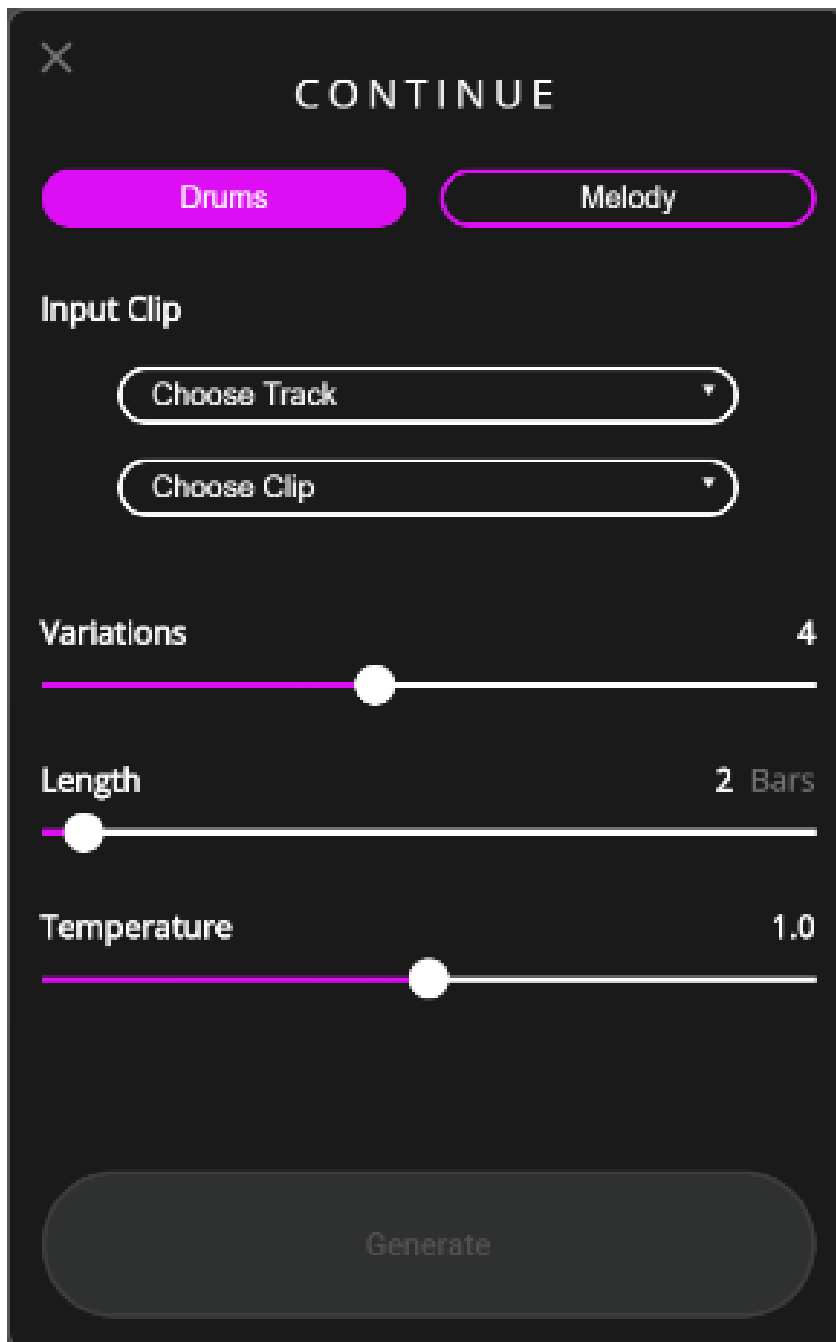 CONTINUE
Drums Melody
Input Clip
Choose Track
Choose Clip
Variations 4
Length 2 Bars
Temperature 1.0
Generate